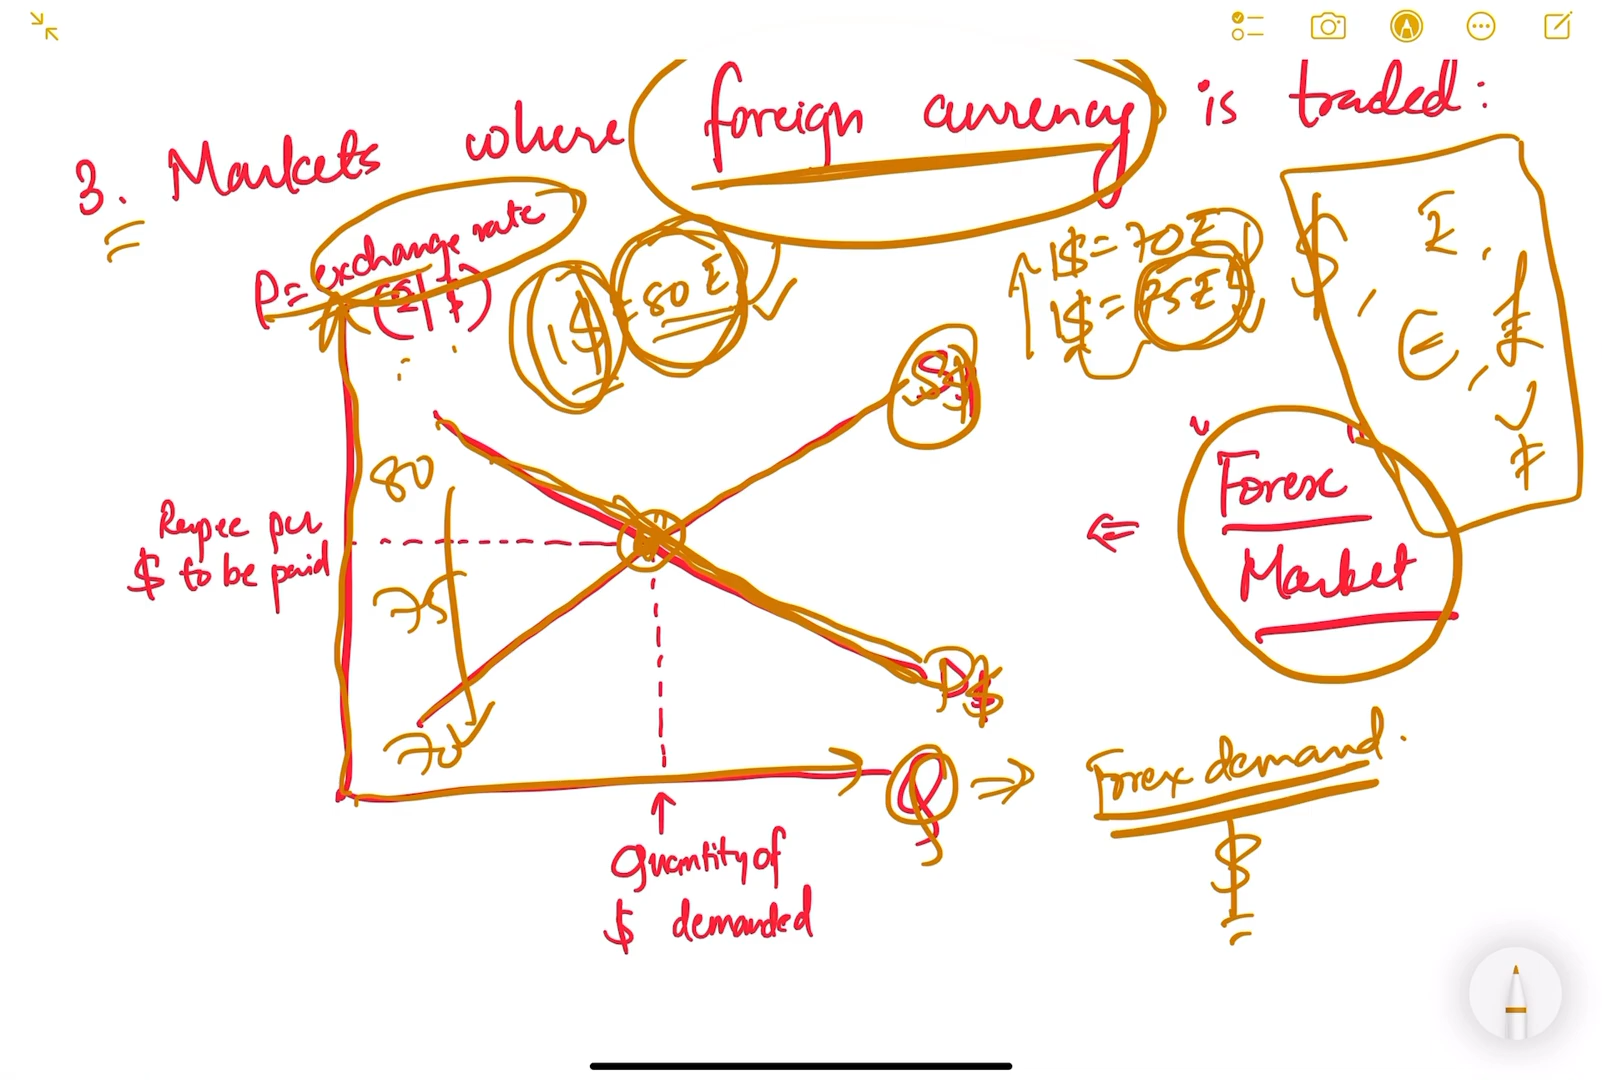 3. Markets where foreign currency is traded:
P = exchange rate
(₹/$)
1$ = 80 ₹
1$ = 70 ₹
1$ = 75 ₹
$, ₹,
€, £
¥
S$
80
Rupee per
$ to be paid
75
70
D$
Forex
Market
Q
Forex demand.
$
Quantity of
$ demanded